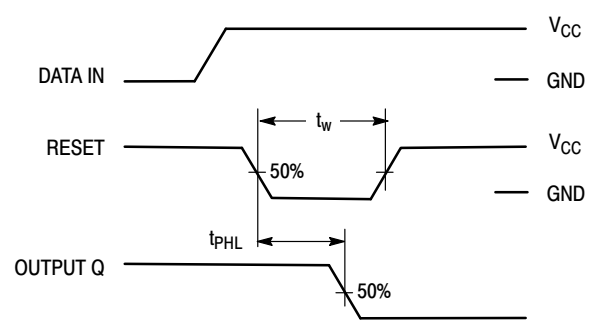 V_CC
DATA IN
GND
t_w
RESET
V_CC
50%
GND
t_PHL
OUTPUT Q
50%